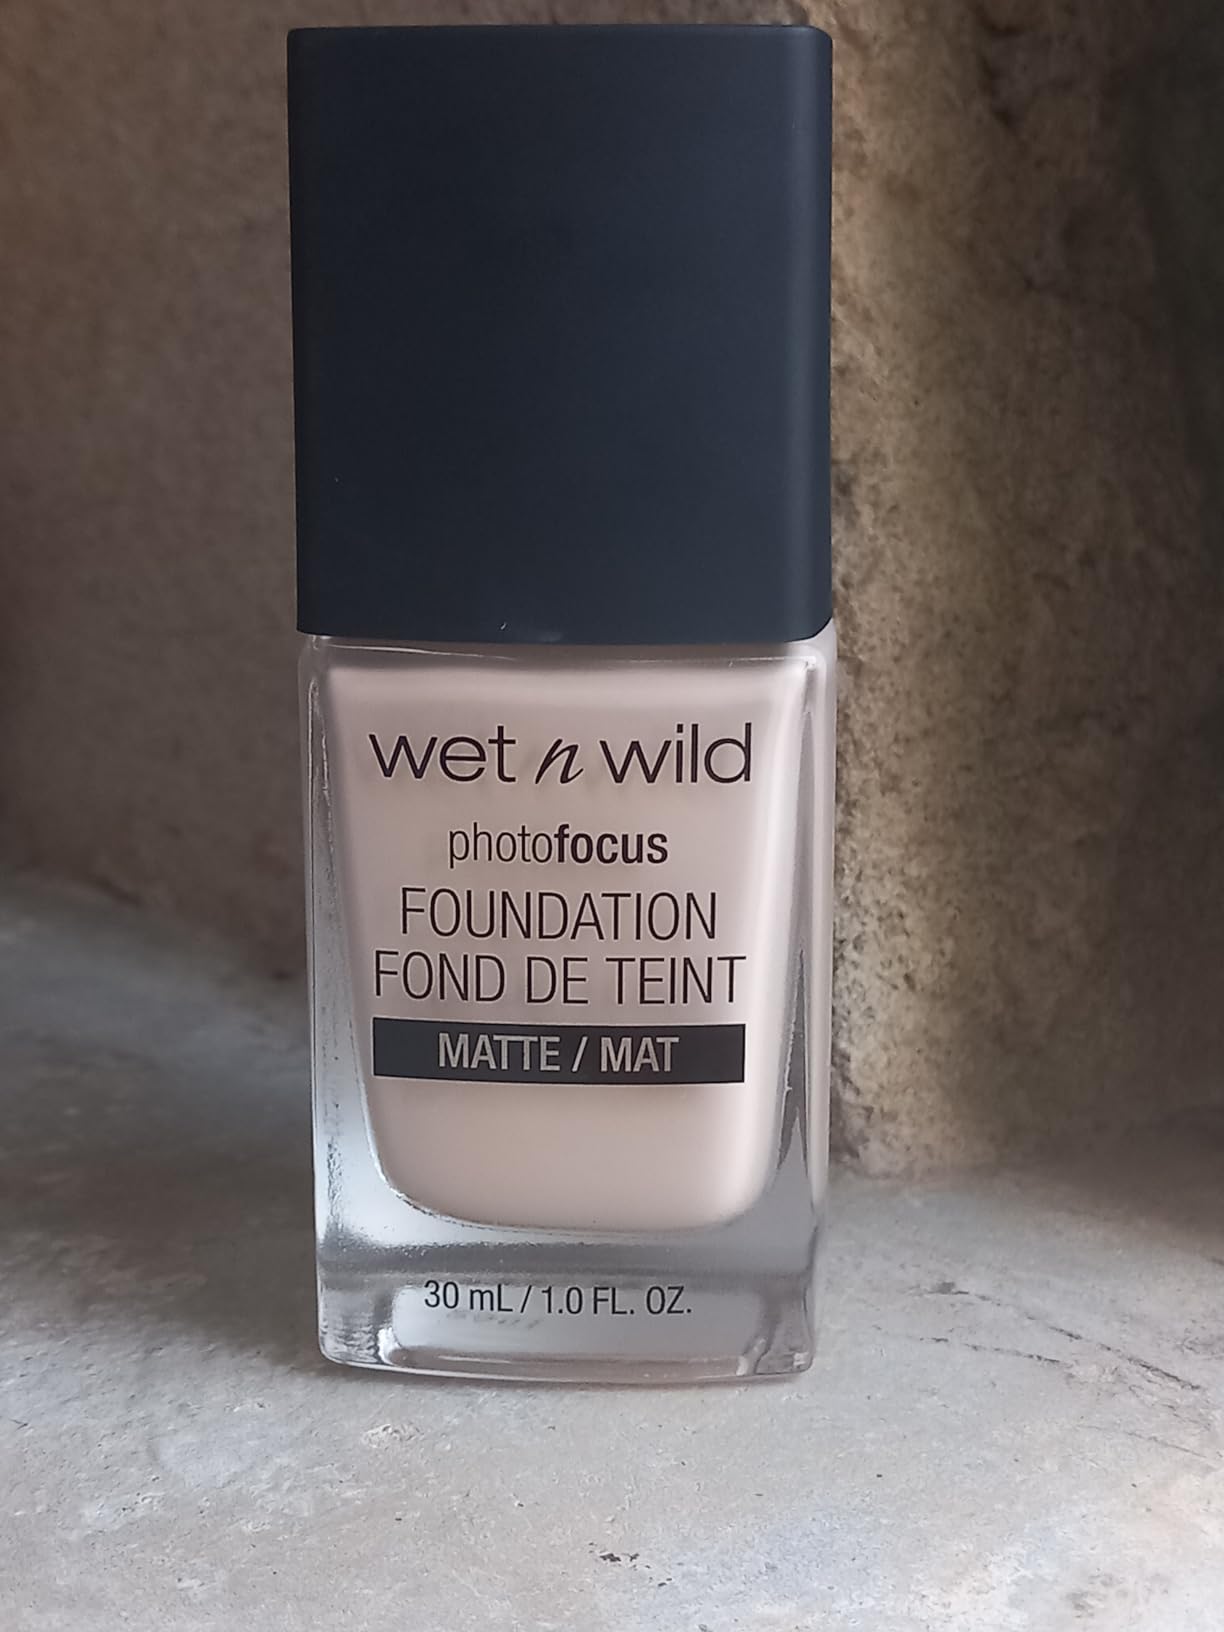 wet n wild
photofocus
FOUNDATION
FOND DE TEINT
MATTE / MAT
30 mL / 1.0 FL. OZ.